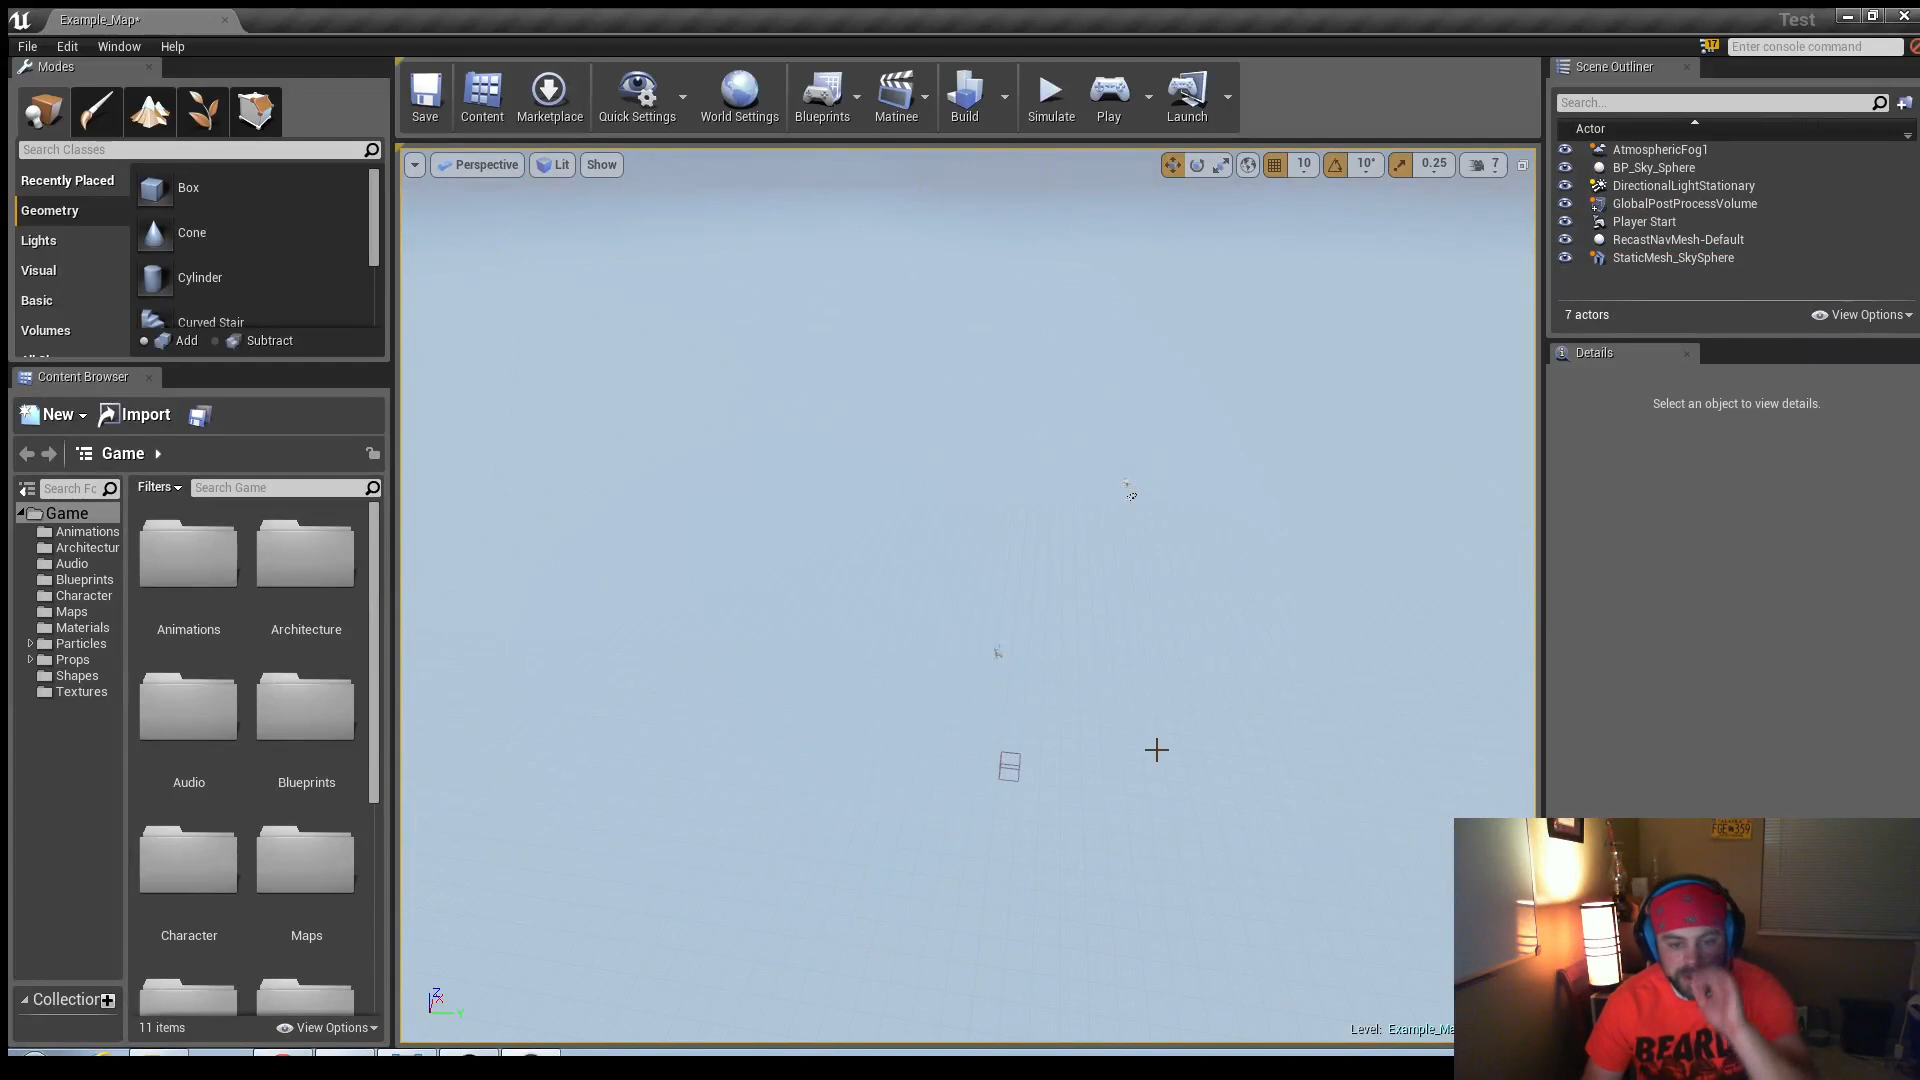 Example_Map*
Test
File Edit Window Help
17
Enter console command
Modes
Search Classes
Recently Placed
Geometry
Lights
Visual
Basic
Volumes
Box
Cone
Cylinder
Curved Stair
Add Subtract
Save
Content
Marketplace
Quick Settings
World Settings
Blueprints
Matinee
Build
Simulate
Play
Launch
Perspective Lit Show
10 10° 0.25 7
Scene Outliner
Search...
Actor
AtmosphericFog1
BP_Sky_Sphere
DirectionalLightStationary
GlobalPostProcessVolume
Player Start
RecastNavMesh-Default
StaticMesh_SkySphere
7 actors
View Options
Details
Select an object to view details.
Content Browser
New Import
Game
Search Fc
Filters
Search Game
Game
Animations
Architectur
Audio
Blueprints
Character
Maps
Materials
Particles
Props
Shapes
Textures
Animations Architecture
Audio Blueprints
Character Maps
Collection
11 items
View Options
Z
X
Y
Level: Example_Ma
BEARD